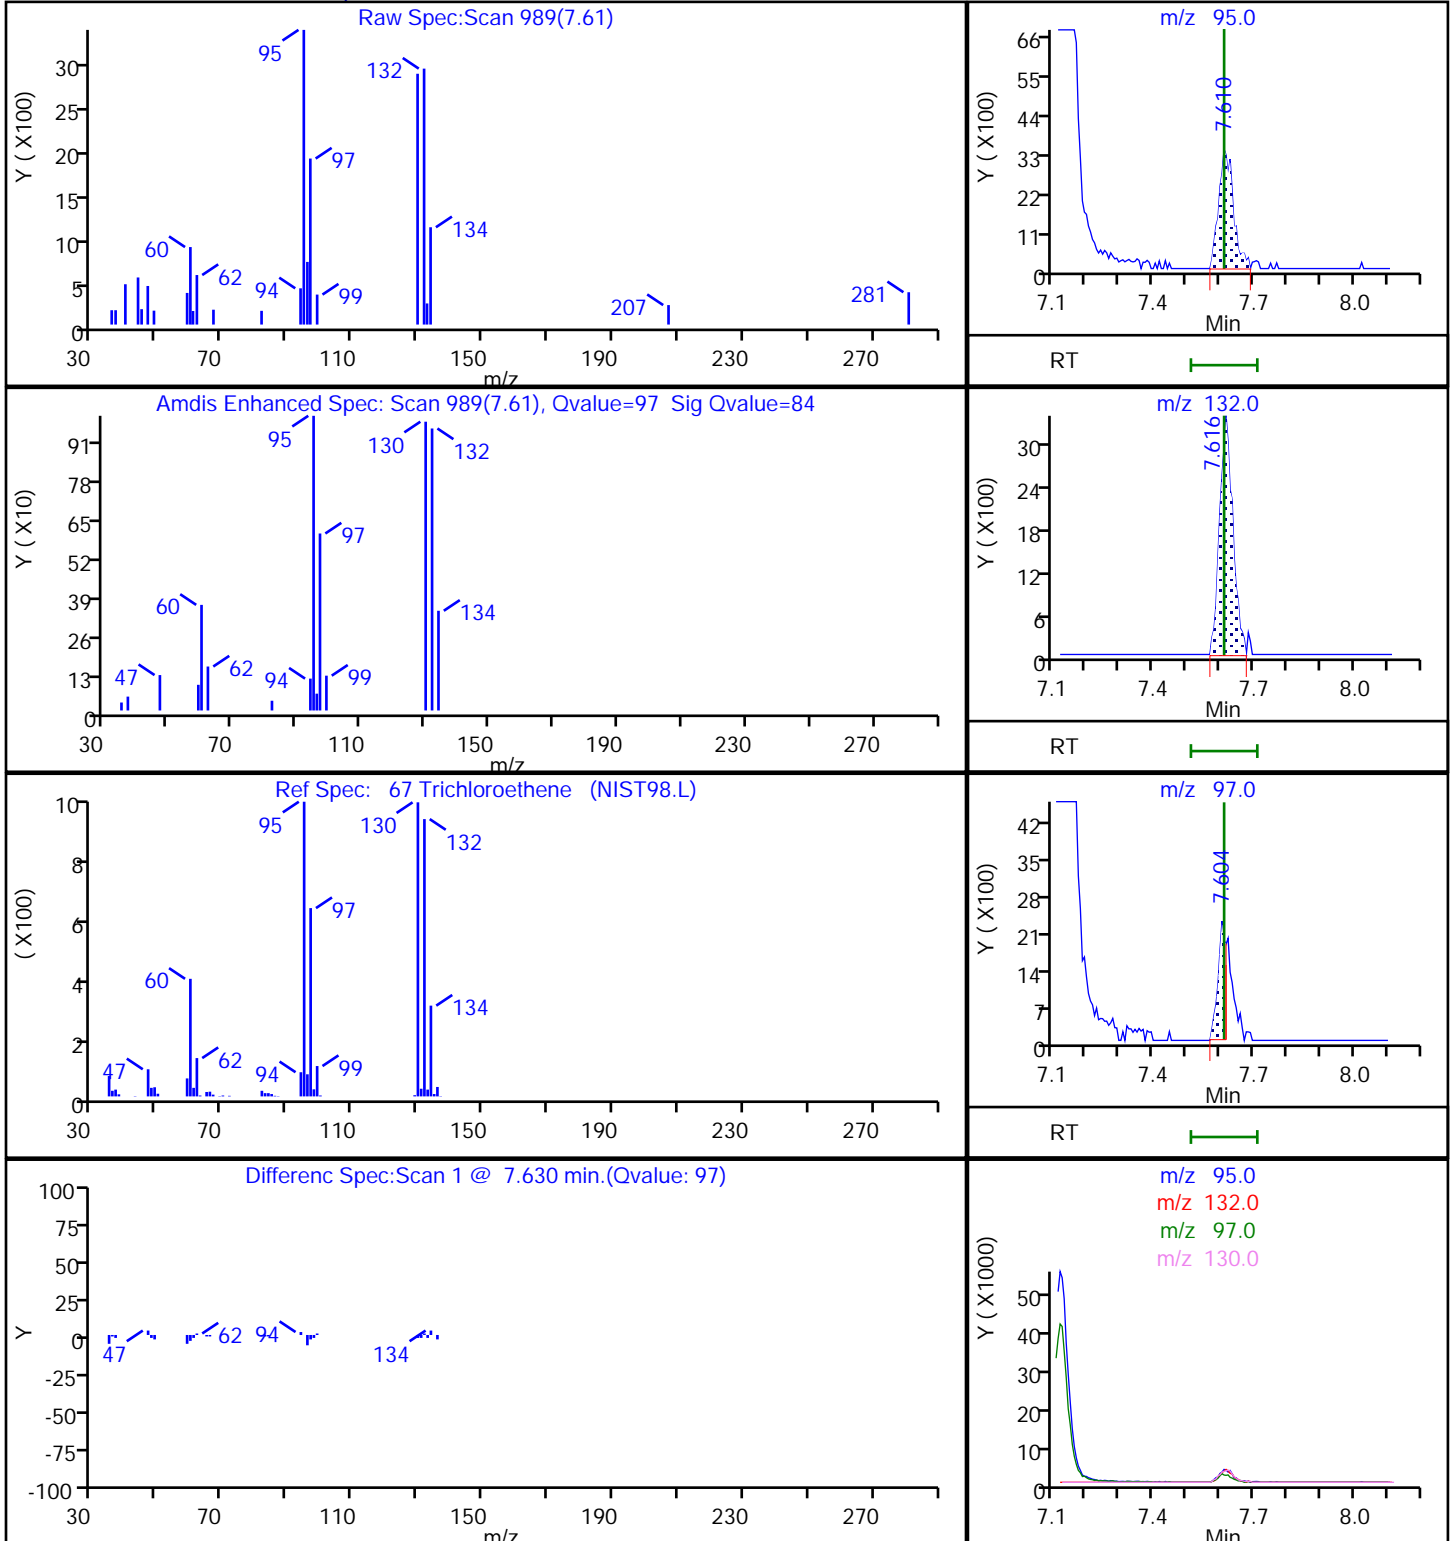 Raw Spec:Scan 989(7.61)
Y ( X100)
30
25
20
15
10
5
0
95
132
97
134
60
62
94
99
207
281
30 70 110 150 190 230 270
m/z
m/z 95.0
Y ( X100)
66
55
44
33
22
11
0
7.610
7.1 7.4 7.7 8.0
Min
RT
Amdis Enhanced Spec: Scan 989(7.61), Qvalue=97 Sig Qvalue=84
Y ( X10)
91
78
65
52
39
26
13
0
95
130
132
97
60
134
47
62
94
99
30 70 110 150 190 230 270
m/z
m/z 132.0
Y ( X100)
30
24
18
12
6
0
7.616
7.1 7.4 7.7 8.0
Min
RT
Ref Spec: 67 Trichloroethene (NIST98.L)
( X100)
10
8
6
4
2
0
95
130
132
97
60
134
47
62
94
99
30 70 110 150 190 230 270
m/z 97.0
Y ( X100)
42
35
28
21
14
7
0
7.604
7.1 7.4 7.7 8.0
Min
RT
Differenc Spec:Scan 1 @ 7.630 min.(Qvalue: 97)
Y
100
75
50
25
0
-25
-50
-75
-100
47
62
94
134
30 70 110 150 190 230 270
m/z
m/z 95.0
m/z 132.0
m/z 97.0
m/z 130.0
Y ( X1000)
50
40
30
20
10
0
7.1 7.4 7.7 8.0
Min